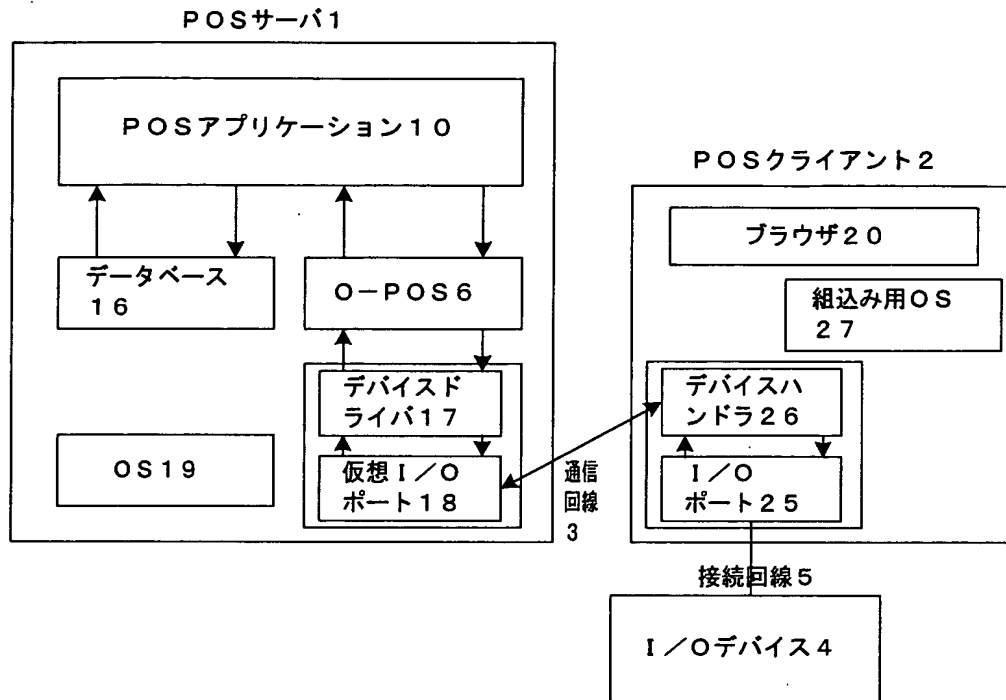 POSサーバ1
POSアプリケーション10
データベース
16
O-POS6
デバイスド
ライバ17
仮想I/O
ポート18
OS19
通信
回線
3
POSクライアント2
ブラウザ20
組込み用OS
27
デバイスハ
ンドラ26
I/O
ポート25
接続回線5
I/Oデバイス4